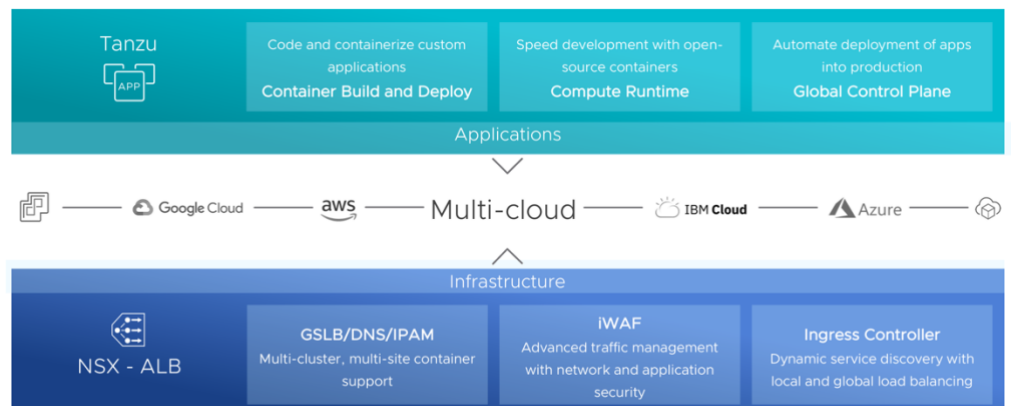 Tanzu
APP
Code and containerize custom
applications
Container Build and Deploy
Speed development with open-
source containers
Compute Runtime
Automate deployment of apps
into production
Global Control Plane
Applications
Google Cloud
aws
Multi-cloud
IBM Cloud
Azure
Infrastructure
NSX - ALB
GSLB/DNS/IPAM
Multi-cluster, multi-site container
support
iWAF
Advanced traffic management
with network and application
security
Ingress Controller
Dynamic service discovery with
local and global load balancing